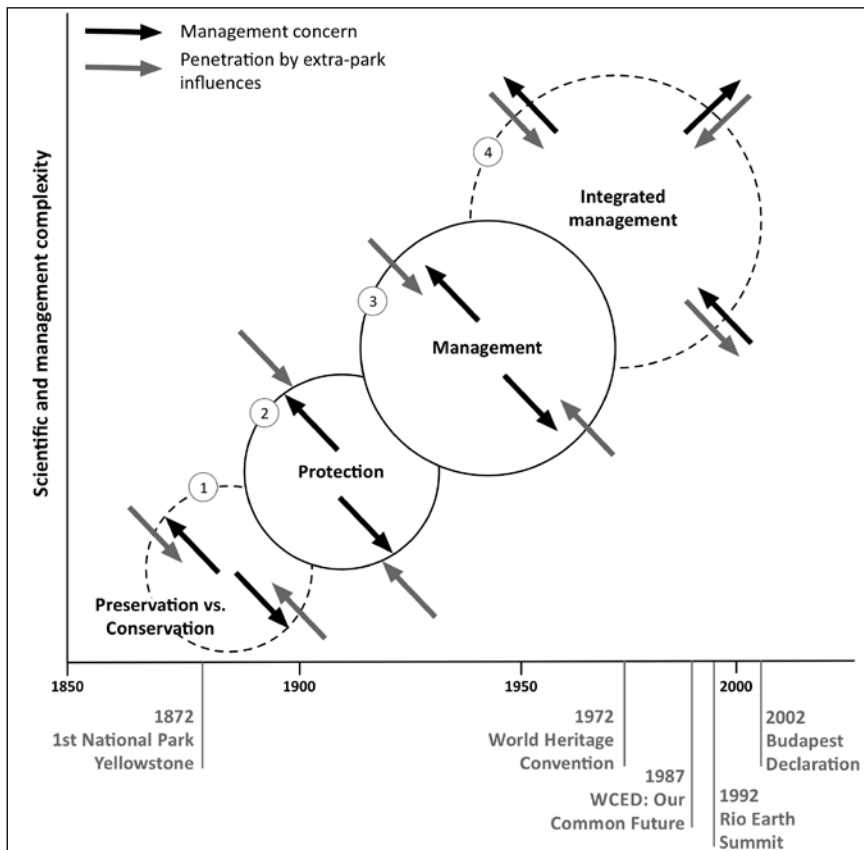 Management concern
Penetration by extra-park
influences
Scientific and management complexity
4
Integrated
management
3
Management
2
Protection
1
Preservation vs.
Conservation
1850
1900
1950
2000
1872
1st National Park
Yellowstone
1972
World Heritage
Convention
1987
WCED: Our
Common Future
1992
Rio Earth
Summit
2002
Budapest
Declaration